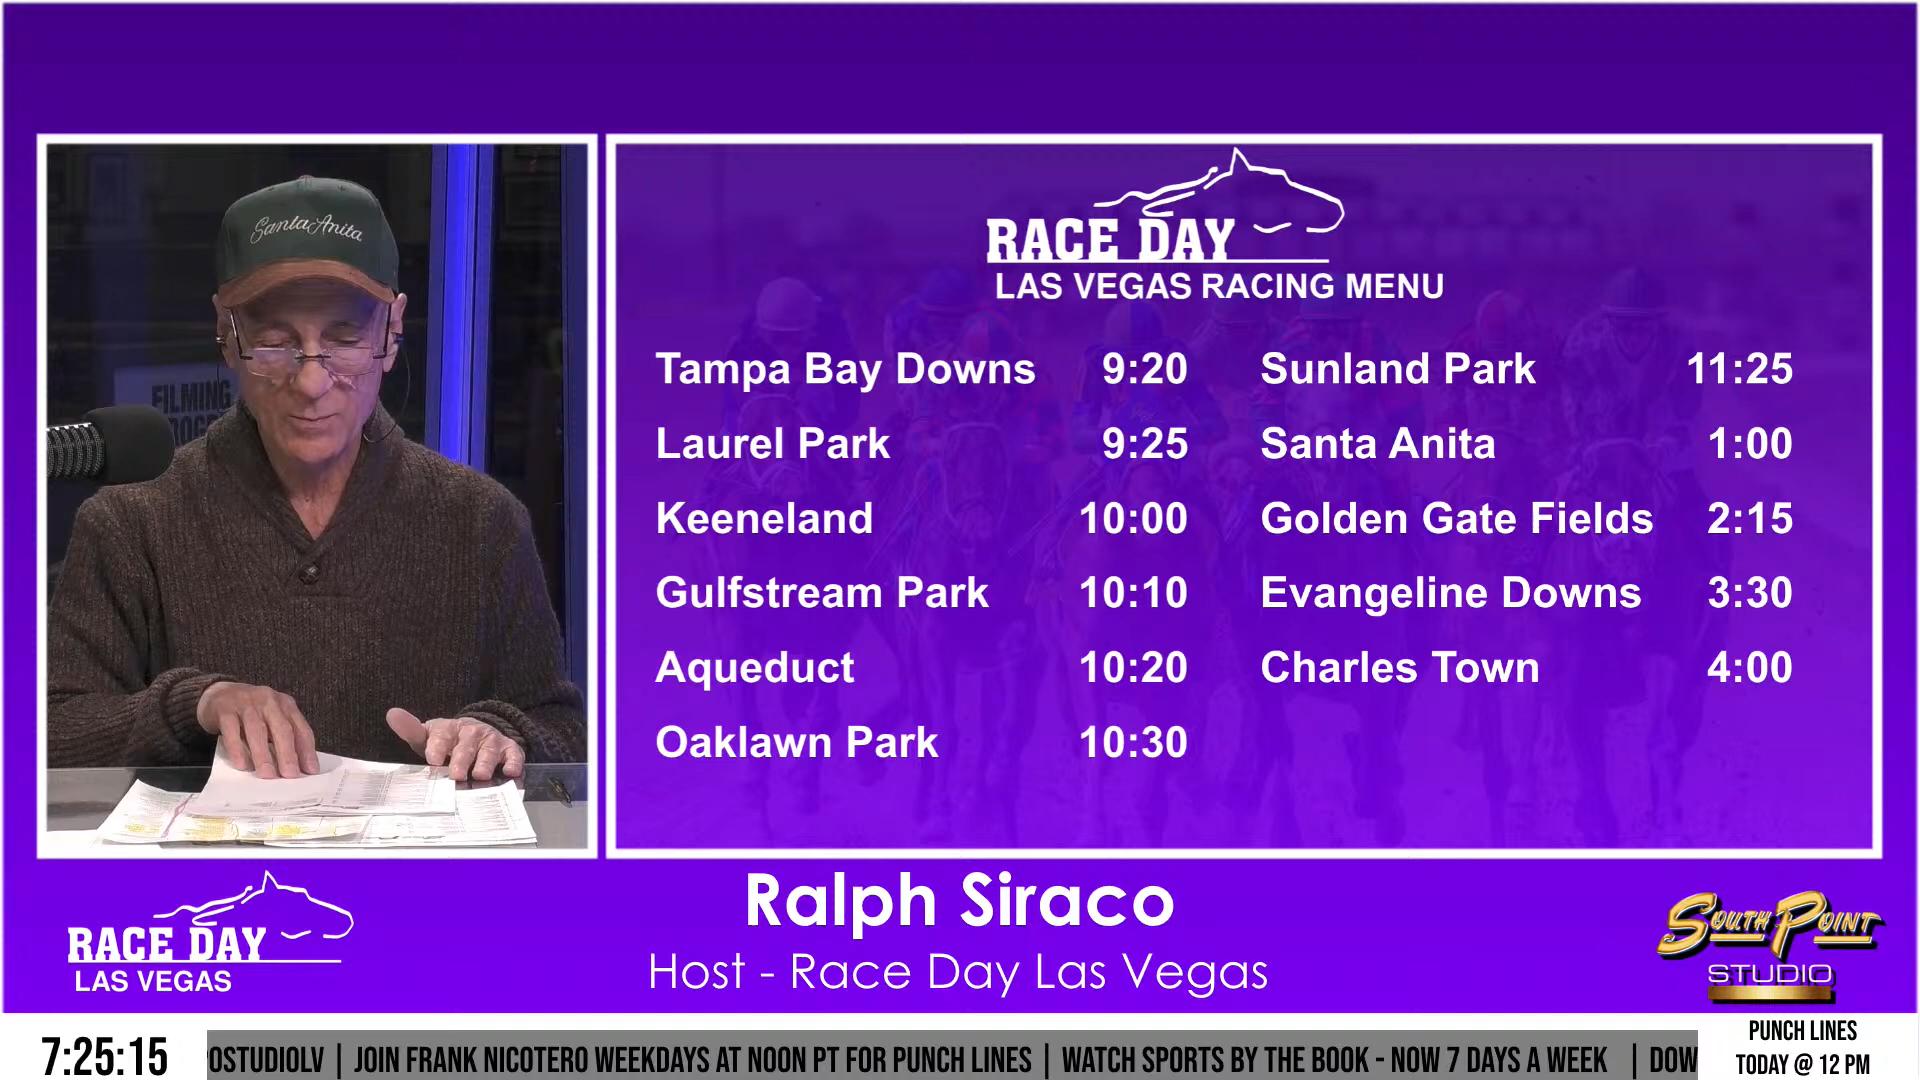 Santa Anita
FILMING
RACE DAY
LAS VEGAS RACING MENU
Tampa Bay Downs 9:20
Laurel Park 9:25
Keeneland 10:00
Gulfstream Park 10:10
Aqueduct 10:20
Oaklawn Park 10:30
Sunland Park 11:25
Santa Anita 1:00
Golden Gate Fields 2:15
Evangeline Downs 3:30
Charles Town 4:00
RACE DAY
LAS VEGAS
Ralph Siraco
Host - Race Day Las Vegas
SOUTH POINT
STUDIO
7:25:15
OSTUDIOLV | JOIN FRANK NICOTERO WEEKDAYS AT NOON PT FOR PUNCH LINES | WATCH SPORTS BY THE BOOK - NOW 7 DAYS A WEEK | DOW
PUNCH LINES
TODAY @ 12 PM